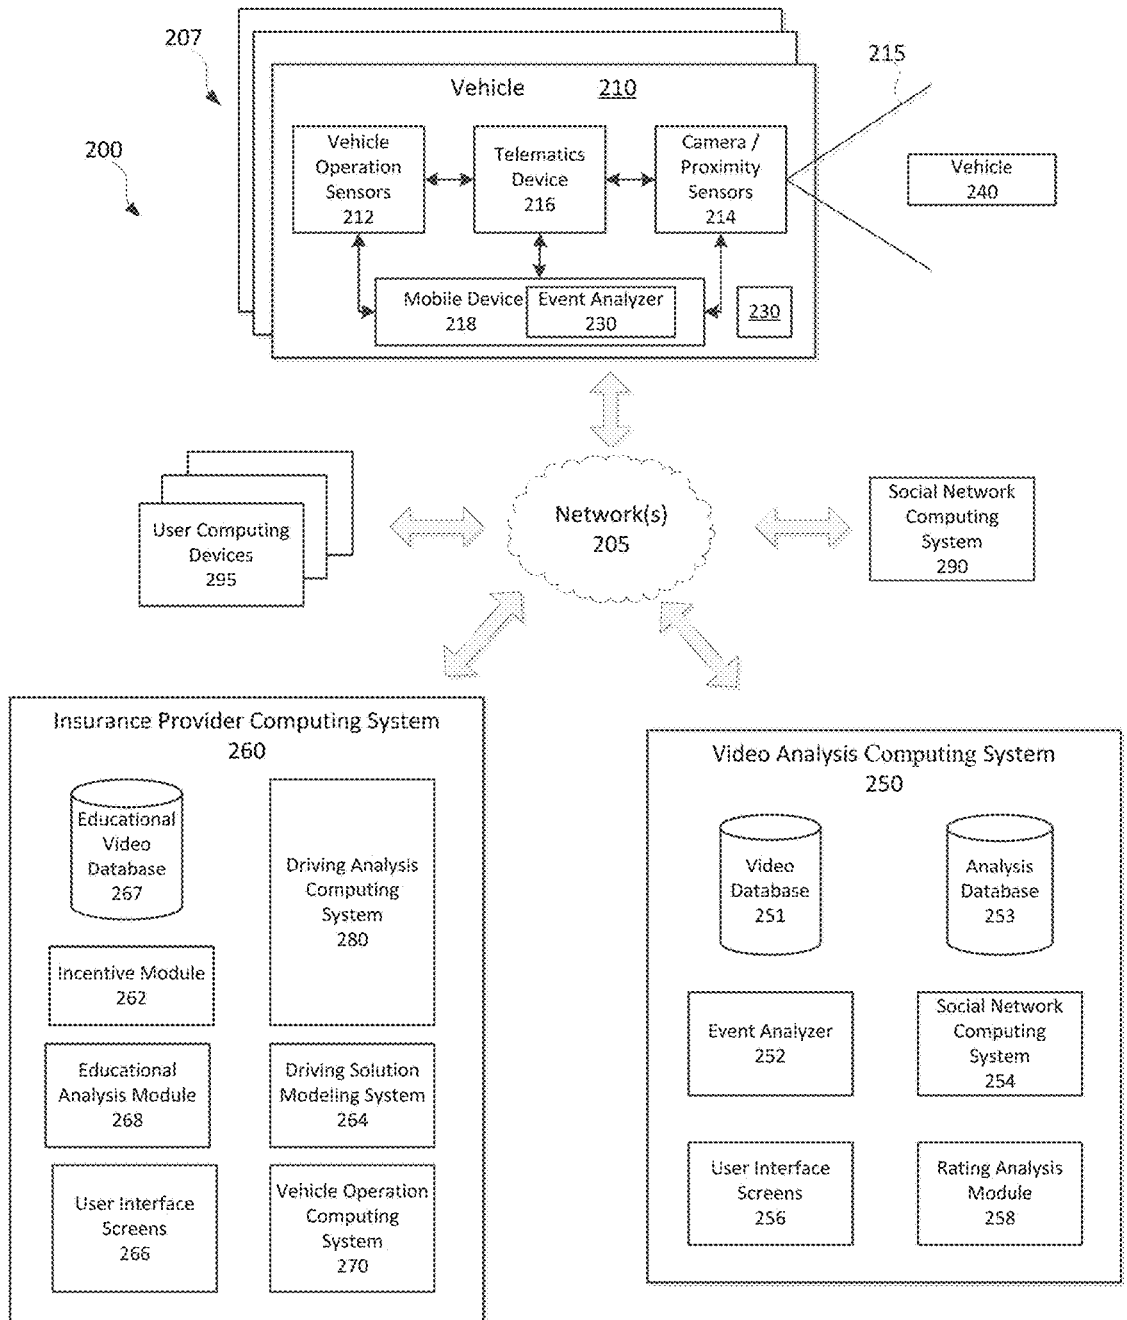 207
215
200
Vehicle 210
Vehicle
Operation
Sensors
212
Telematics
Device
216
Camera /
Proximity
Sensors
214
Vehicle
240
Mobile Device
218
Event Analyzer
230
230
User Computing
Devices
295
Network(s)
205
Social Network
Computing
System
290
Insurance Provider Computing System
260
Educational
Video
Database
267
Driving Analysis
Computing
System
280
Incentive Module
262
Educational
Analysis Module
268
Driving Solution
Modeling System
264
User Interface
Screens
266
Vehicle Operation
Computing
System
270
Video Analysis Computing System
250
Video
Database
251
Analysis
Database
253
Event Analyzer
252
Social Network
Computing
System
254
User Interface
Screens
256
Rating Analysis
Module
258